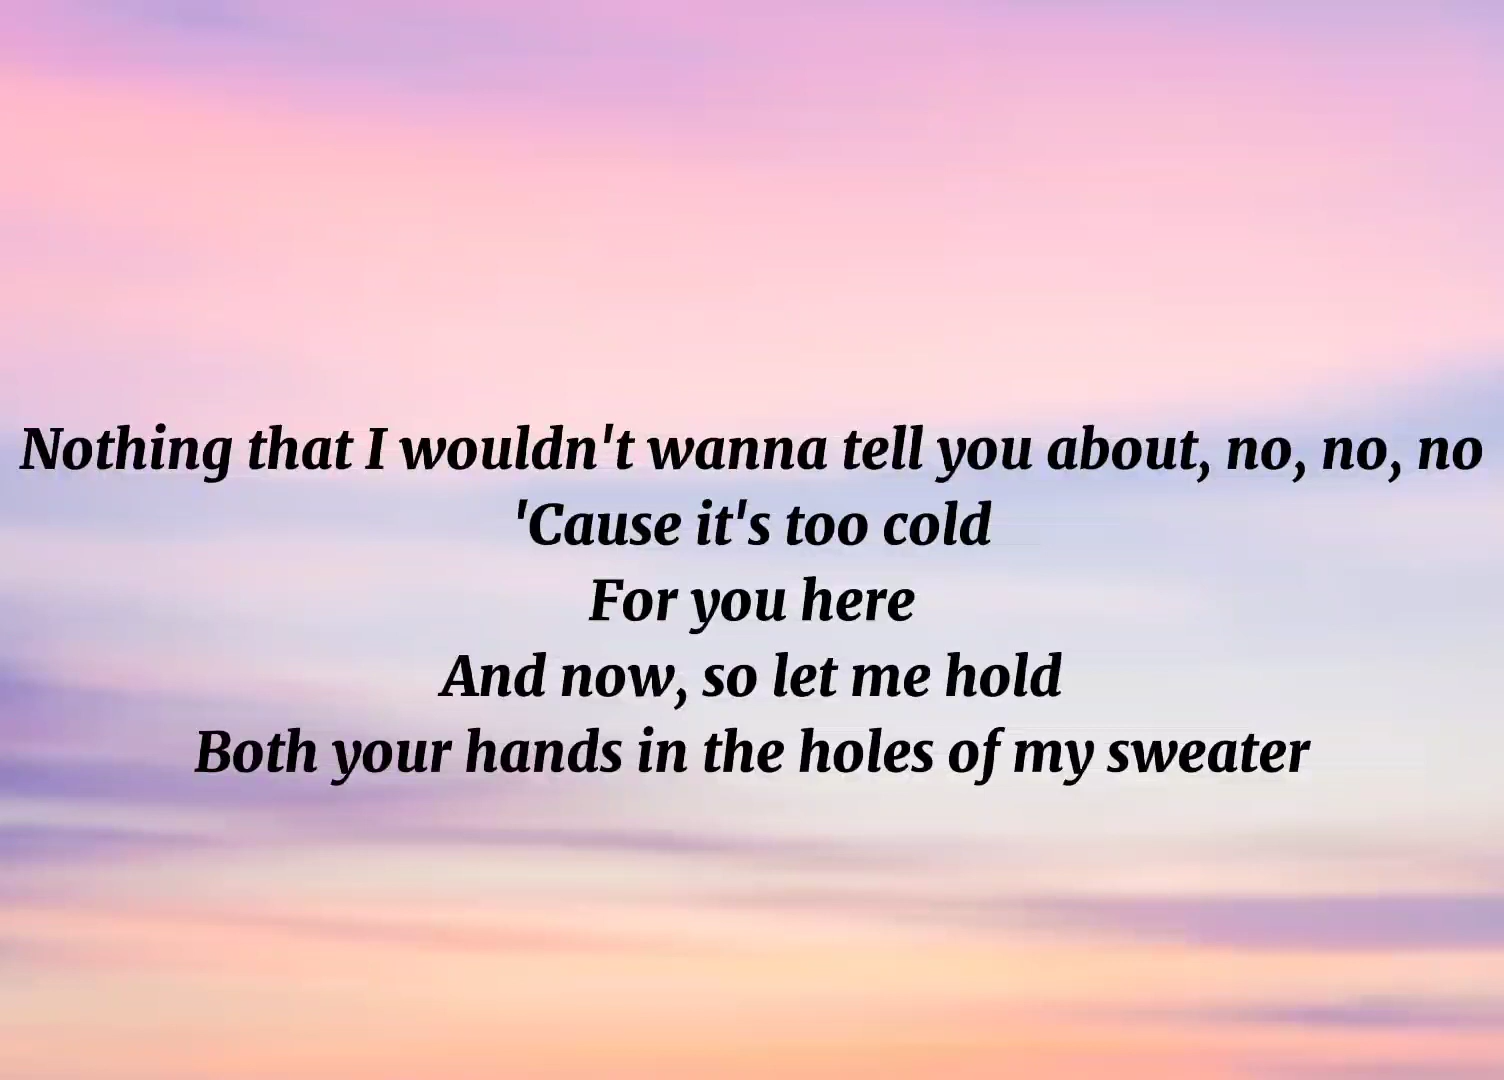 Nothing that I wouldn't wanna tell you about, no, no, no
'Cause it's too cold
For you here
And now, so let me hold
Both your hands in the holes of my sweater